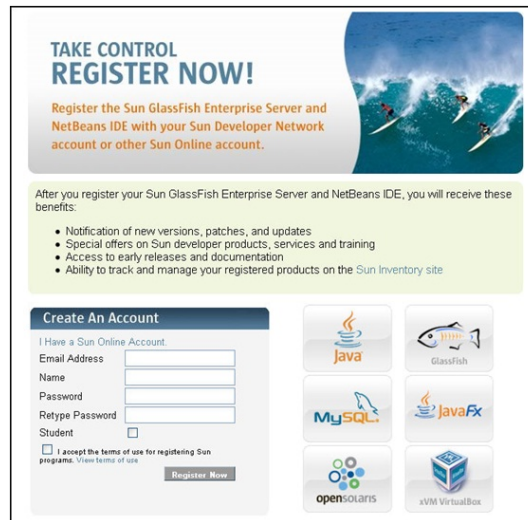 TAKE CONTROL
REGISTER NOW!
Register the Sun GlassFish Enterprise Server and
NetBeans IDE with your Sun Developer Network
account or other Sun Online account.
After you register your Sun GlassFish Enterprise Server and NetBeans IDE, you will receive these
benefits:
• Notification of new versions, patches, and updates
• Special offers on Sun developer products, services and training
• Access to early releases and documentation
• Ability to track and manage your registered products on the Sun Inventory site
Create An Account
I Have a Sun Online Account.
Email Address
Name
Password
Retype Password
Student
I accept the terms of use for registering Sun
programs. View terms of use
Register Now
Java
GlassFish
MySQL
JavaFX
opensolaris
xVM VirtualBox